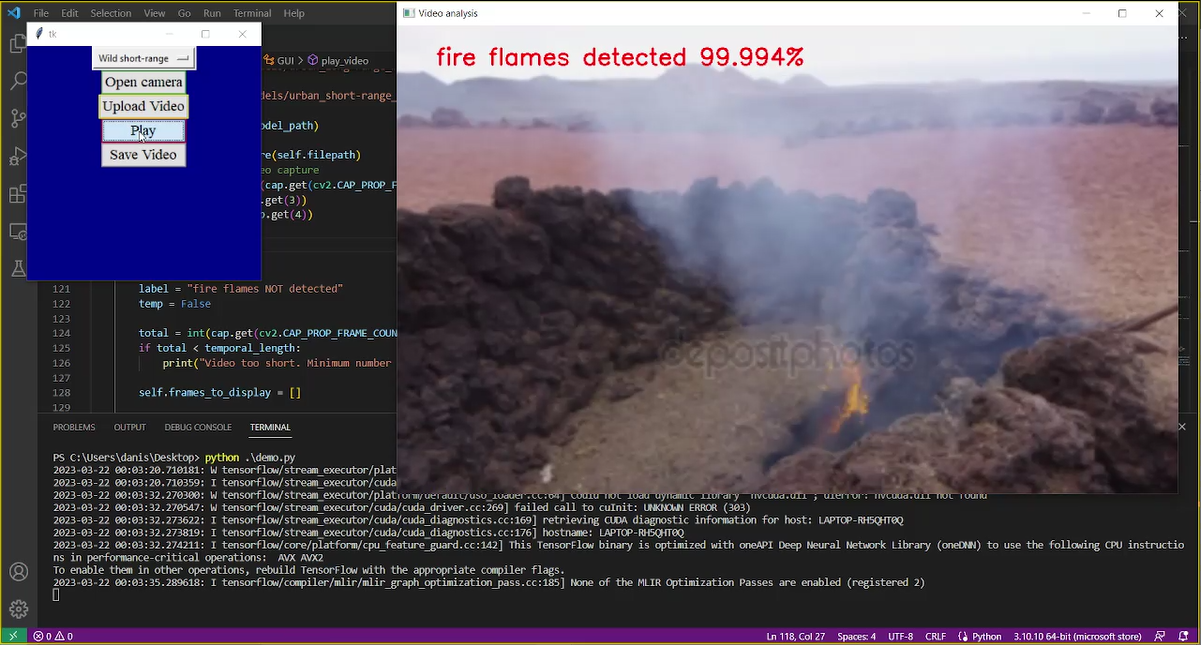 File Edit Selection View Go Run Terminal Help
tk
Wild short-range
Open camera
Upload Video
Play
Save Video
GUI > play_video
dels/urban_short-range_
odel_path)
re(self.filepath)
eo capture
(cap.get(cv2.CAP_PROP_F
.get(3))
p.get(4))
121 label = "fire flames NOT detected"
122 temp = False
123
124 total = int(cap.get(cv2.CAP_PROP_FRAME_COUN
125 if total < temporal_length:
126 print("Video too short. Minimum number
127
128 self.frames_to_display = []
129
Video analysis
fire flames detected 99.994%
depositphotos
PROBLEMS OUTPUT DEBUG CONSOLE TERMINAL
PS C:\Users\danis\Desktop> python .\demo.py
2023-03-22 00:03:20.710181: W tensorflow/stream_executor/plat
2023-03-22 00:03:20.710359: I tensorflow/stream_executor/cuda
2023-03-22 00:03:32.270300: W tensorflow/stream_executor/platform/default/dso_loader.cc:64] Could not load dynamic library 'nvcuda.dll'; dlerror: nvcuda.dll not found
2023-03-22 00:03:32.270547: W tensorflow/stream_executor/cuda/cuda_driver.cc:269] failed call to cuInit: UNKNOWN ERROR (303)
2023-03-22 00:03:32.273622: I tensorflow/stream_executor/cuda/cuda_diagnostics.cc:169] retrieving CUDA diagnostic information for host: LAPTOP-RH5QHT0Q
2023-03-22 00:03:32.273819: I tensorflow/stream_executor/cuda/cuda_diagnostics.cc:176] hostname: LAPTOP-RH5QHT0Q
2023-03-22 00:03:32.274211: I tensorflow/core/platform/cpu_feature_guard.cc:142] This TensorFlow binary is optimized with oneAPI Deep Neural Network Library (oneDNN) to use the following CPU instructio
ns in performance-critical operations: AVX AVX2
To enable them in other operations, rebuild TensorFlow with the appropriate compiler flags.
2023-03-22 00:03:35.289618: I tensorflow/compiler/mlir/mlir_graph_optimization_pass.cc:185] None of the MLIR Optimization Passes are enabled (registered 2)
0 0 Ln 118, Col 27 Spaces: 4 UTF-8 CRLF Python 3.10.10 64-bit (microsoft store)